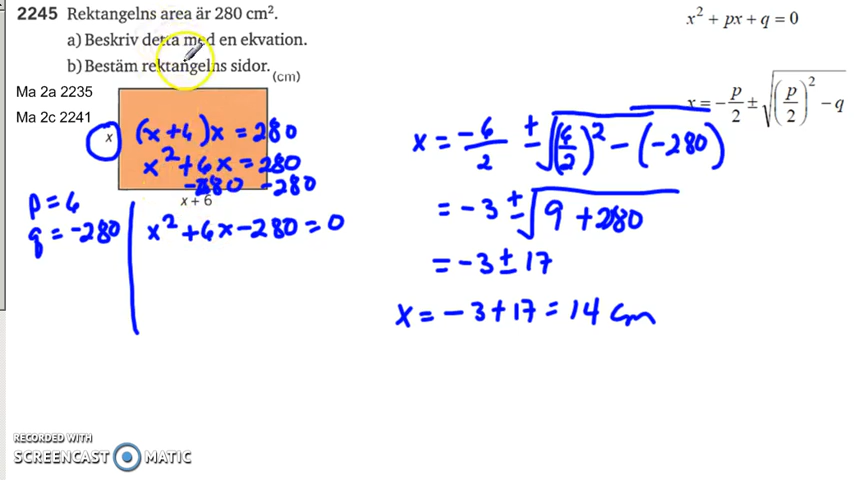 2245 Rektangelns area är 280 cm².
a) Beskriv detta med en ekvation.
b) Bestäm rektangelns sidor.
(cm)
Ma 2a 2235
Ma 2c 2241
x
(x+6)x = 280
x² + 6x = 280
-280 -280
x + 6
p = 6
q = -280
x² + 6x - 280 = 0
x² + px + q = 0
x = -p/2 ± √((p/2)² - q)
x = -6/2 ± √((6/2)² - (-280))
= -3 ± √(9 + 280)
= -3 ± 17
x = -3 + 17 = 14 cm
RECORDED WITH
SCREENCAST MATIC